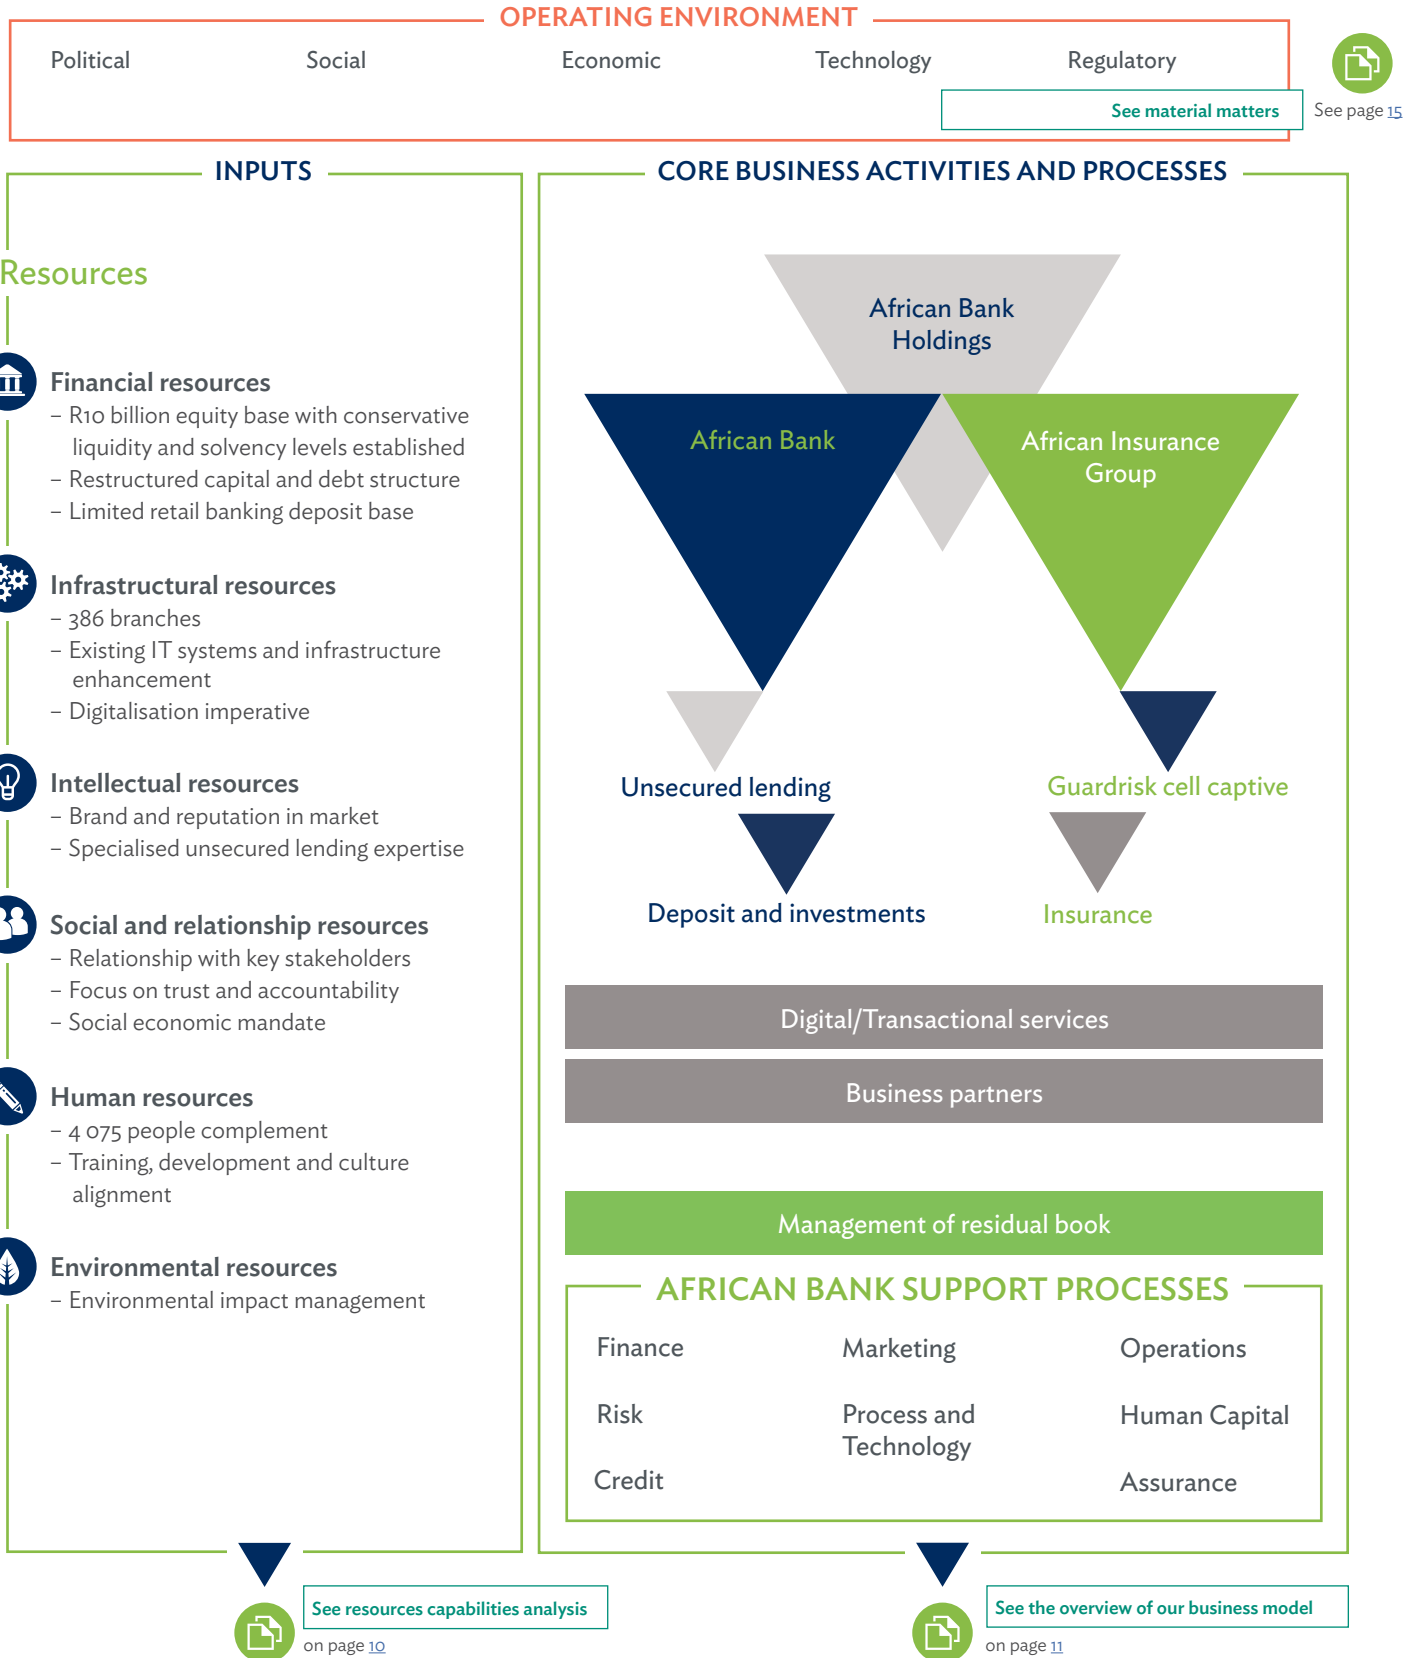 OPERATING ENVIRONMENT
Political Social Economic Technology Regulatory
See material matters
See page 15
INPUTS
Resources
Financial resources
– R10 billion equity base with conservative
liquidity and solvency levels established
– Restructured capital and debt structure
– Limited retail banking deposit base
Infrastructural resources
– 386 branches
– Existing IT systems and infrastructure
enhancement
– Digitalisation imperative
Intellectual resources
– Brand and reputation in market
– Specialised unsecured lending expertise
Social and relationship resources
– Relationship with key stakeholders
– Focus on trust and accountability
– Social economic mandate
Human resources
– 4 075 people complement
– Training, development and culture
alignment
Environmental resources
– Environmental impact management
See resources capabilities analysis
on page 10
CORE BUSINESS ACTIVITIES AND PROCESSES
African Bank
Holdings
African Bank
African Insurance
Group
Unsecured lending
Guardrisk cell captive
Deposit and investments
Insurance
Digital/Transactional services
Business partners
Management of residual book
AFRICAN BANK SUPPORT PROCESSES
Finance
Marketing
Operations
Risk
Process and
Technology
Human Capital
Credit
Assurance
See the overview of our business model
on page 11